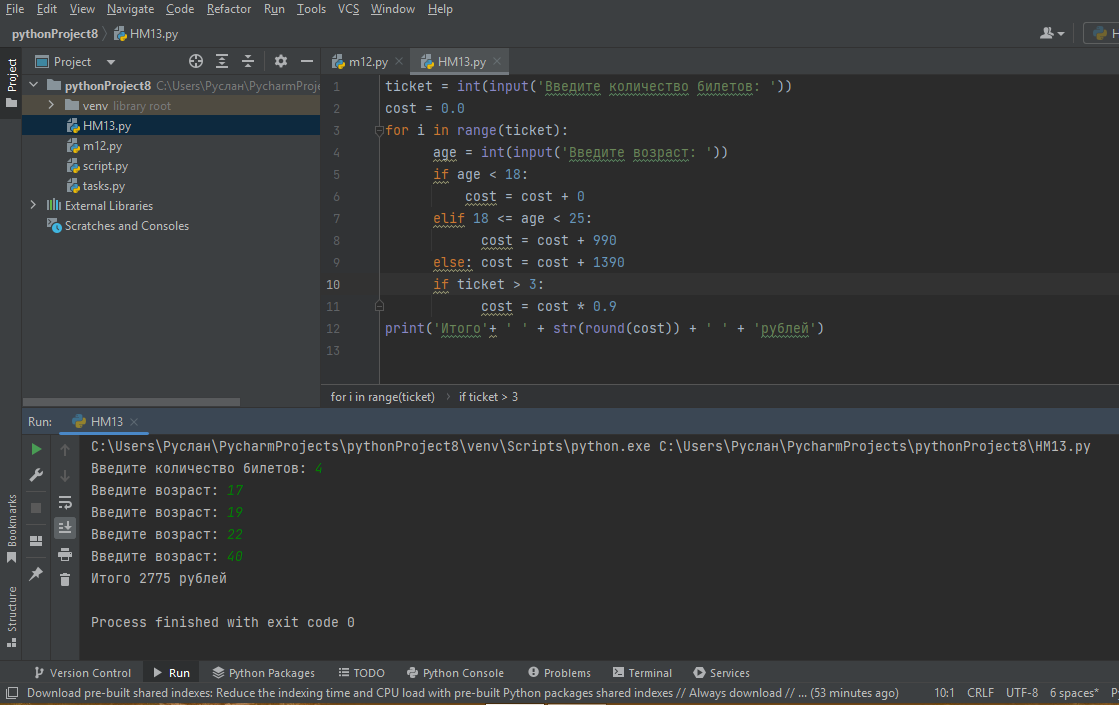 File Edit View Navigate Code Refactor Run Tools VCS Window Help
pythonProject8 HM13.py
Project
Project
m12.py
HM13.py
pythonProject8 C:\Users\Руслан\PycharmProje
venv library root
HM13.py
m12.py
script.py
tasks.py
External Libraries
Scratches and Consoles
1 ticket = int(input('Введите количество билетов: '))
2 cost = 0.0
3 for i in range(ticket):
4 age = int(input('Введите возраст: '))
5 if age < 18:
6 cost = cost + 0
7 elif 18 <= age < 25:
8 cost = cost + 990
9 else: cost = cost + 1390
10 if ticket > 3:
11 cost = cost * 0.9
12 print('Итого'+ ' ' + str(round(cost)) + ' ' + 'рублей')
13
for i in range(ticket) › if ticket > 3
Run: HM13
C:\Users\Руслан\PycharmProjects\pythonProject8\venv\Scripts\python.exe C:\Users\Руслан\PycharmProjects\pythonProject8\HM13.py
Введите количество билетов: 4
Введите возраст: 17
Введите возраст: 19
Введите возраст: 22
Введите возраст: 40
Итого 2775 рублей
Process finished with exit code 0
Bookmarks
Structure
Version Control Run Python Packages TODO Python Console Problems Terminal Services
Download pre-built shared indexes: Reduce the indexing time and CPU load with pre-built Python packages shared indexes // Always download // ... (53 minutes ago) 10:1 CRLF UTF-8 6 spaces* P